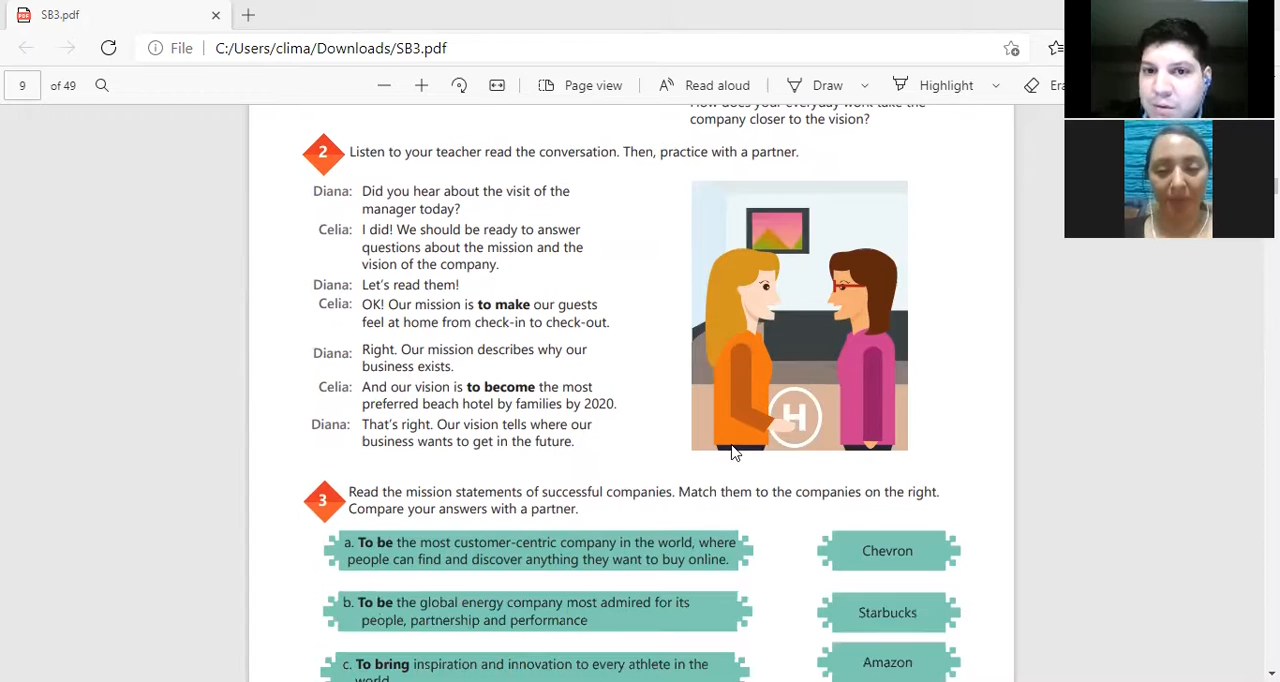 SB3.pdf
File
C:/Users/clima/Downloads/SB3.pdf
9
of 49
Page view
Read aloud
Draw
Highlight
How does your everyday work take the
company closer to the vision?
2
Listen to your teacher read the conversation. Then, practice with a partner.
Diana: Did you hear about the visit of the
manager today?
Celia: I did! We should be ready to answer
questions about the mission and the
vision of the company.
Diana: Let's read them!
Celia: OK! Our mission is to make our guests
feel at home from check-in to check-out.
Diana: Right. Our mission describes why our
business exists.
Celia: And our vision is to become the most
preferred beach hotel by families by 2020.
Diana: That's right. Our vision tells where our
business wants to get in the future.
H
3
Read the mission statements of successful companies. Match them to the companies on the right.
Compare your answers with a partner.
a. To be the most customer-centric company in the world, where
people can find and discover anything they want to buy online.
Chevron
b. To be the global energy company most admired for its
people, partnership and performance
Starbucks
c. To bring inspiration and innovation to every athlete in the
world
Amazon